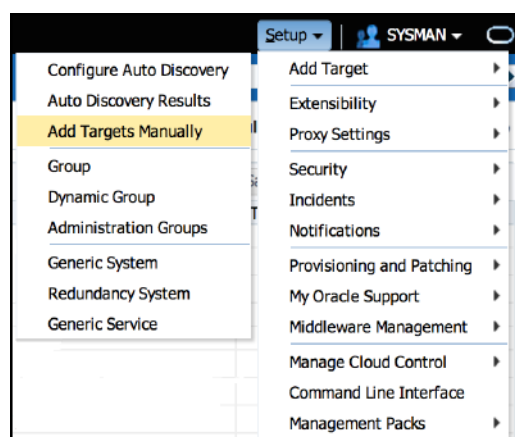 Setup SYSMAN
Configure Auto Discovery
Auto Discovery Results
Add Targets Manually
Group
Dynamic Group
Administration Groups
Generic System
Redundancy System
Generic Service
Add Target
Extensibility
Proxy Settings
Security
Incidents
Notifications
Provisioning and Patching
My Oracle Support
Middleware Management
Manage Cloud Control
Command Line Interface
Management Packs